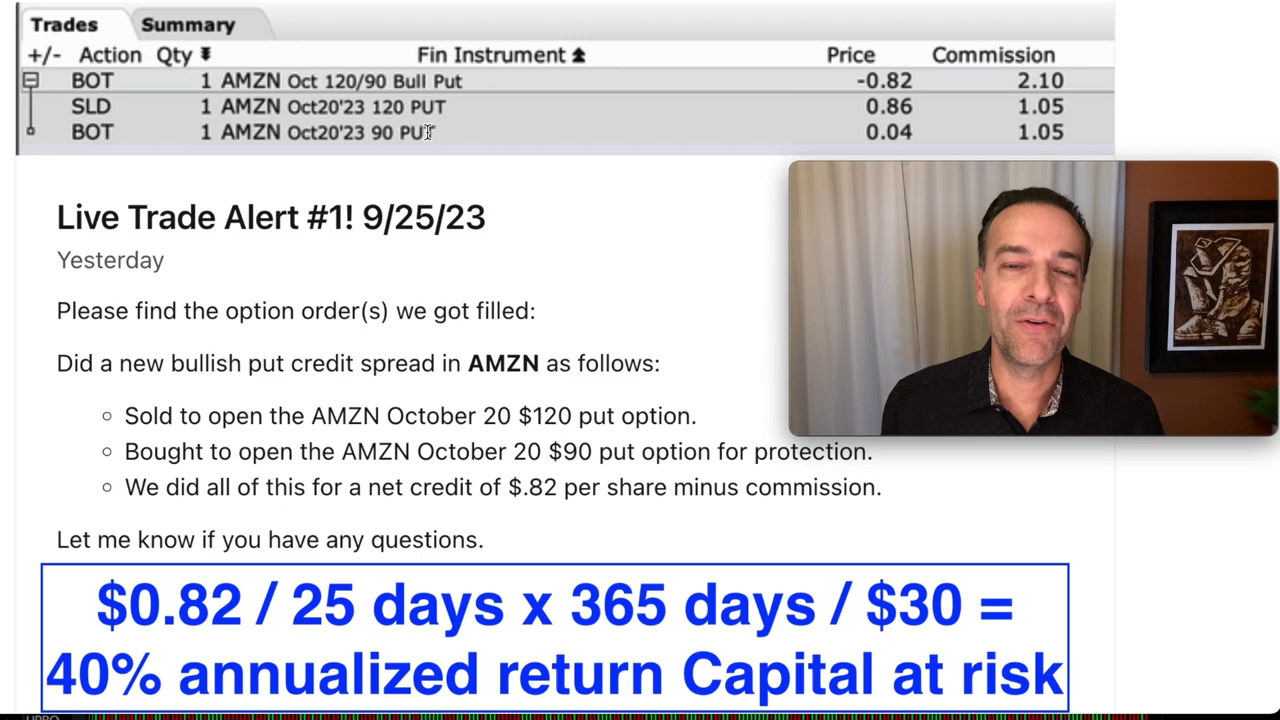 Trades Summary
+/- Action Qty Fin Instrument Price Commission
BOT 1 AMZN Oct 120/90 Bull Put -0.82 2.10
SLD 1 AMZN Oct20'23 120 PUT 0.86 1.05
BOT 1 AMZN Oct20'23 90 PUT 0.04 1.05
Live Trade Alert #1! 9/25/23
Yesterday
Please find the option order(s) we got filled:
Did a new bullish put credit spread in AMZN as follows:
Sold to open the AMZN October 20 $120 put option.
Bought to open the AMZN October 20 $90 put option for protection.
We did all of this for a net credit of $.82 per share minus commission.
Let me know if you have any questions.
$0.82 / 25 days x 365 days / $30 =
40% annualized return Capital at risk